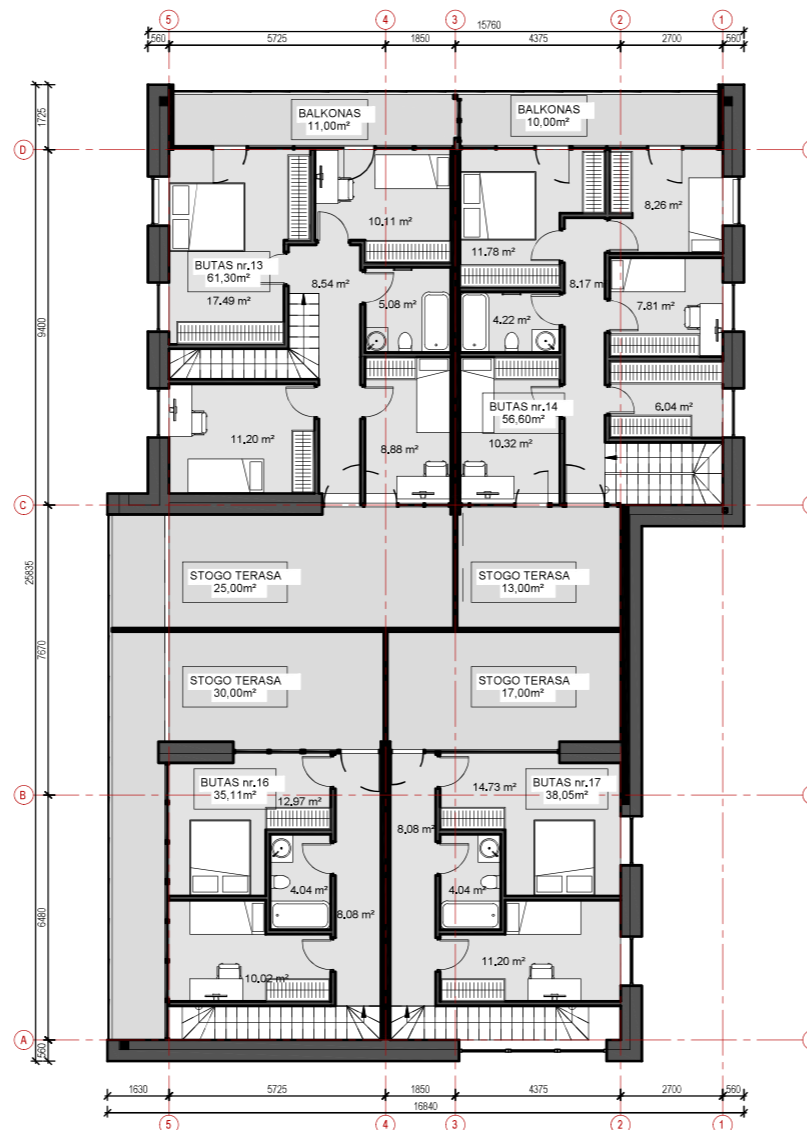 5 4 3 2 1
15760
560 5725 1850 4375 2700 560
1725
BALKONAS
11,00m²
BALKONAS
10,00m²
D
10.11 m²
8.26 m²
11.78 m²
BUTAS nr.13
61,30m²
8.54 m²
8.17 m
17.49 m²
5.08 m²
4.22 m²
7.81 m²
9400
BUTAS nr.14
56,60m²
6.04 m²
11.20 m²
8.88 m²
10.32 m²
C
25835
STOGO TERASA
25,00m²
STOGO TERASA
13,00m²
7670
STOGO TERASA
30,00m²
STOGO TERASA
17,00m²
BUTAS nr.16
35,11m²
12.97 m²
14.73 m²
BUTAS nr.17
38,05m²
B
8.08 m²
4.04 m²
4.04 m²
8.08 m²
6480
10.02 m²
11.20 m²
A
560
1630 5725 1850 4375 2700 560
16840
5 4 3 2 1